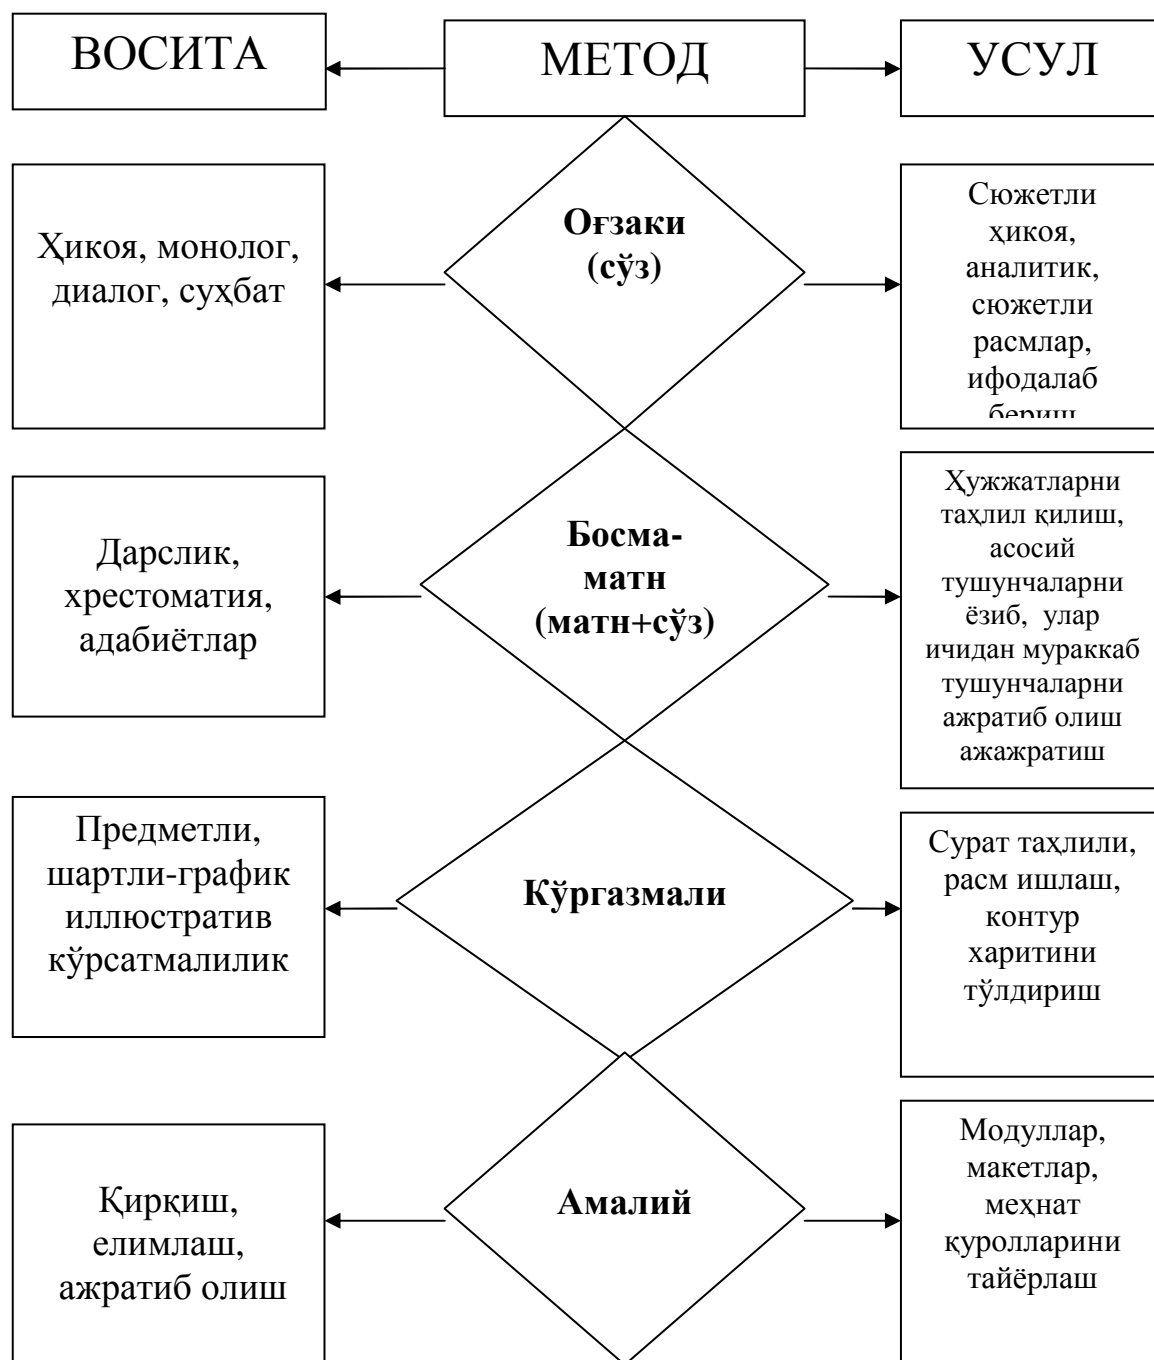 ВОСИТА
МЕТОД
УСУЛ
Ҳикоя, монолог,
диалог, суҳбат
Оғзаки
(сўз)
Сюжетли
ҳикоя,
аналитик,
сюжетли
расмлар,
ифодалаб
бериш
Дарслик,
хрестоматия,
адабиётлар
Босма-
матн
(матн+сўз)
Ҳужжатларни
таҳлил қилиш,
асосий
тушунчаларни
ёзиб, улар
ичидан мураккаб
тушунчаларни
ажратиб олиш
ажажратиш
Предметли,
шартли-график
иллюстратив
кўрсатмалилик
Кўргазмали
Сурат таҳлили,
расм ишлаш,
контур
харитини
тўлдириш
Қирқиш,
елимлаш,
ажратиб олиш
Амалий
Модуллар,
макетлар,
меҳнат
қуролларини
тайёрлаш